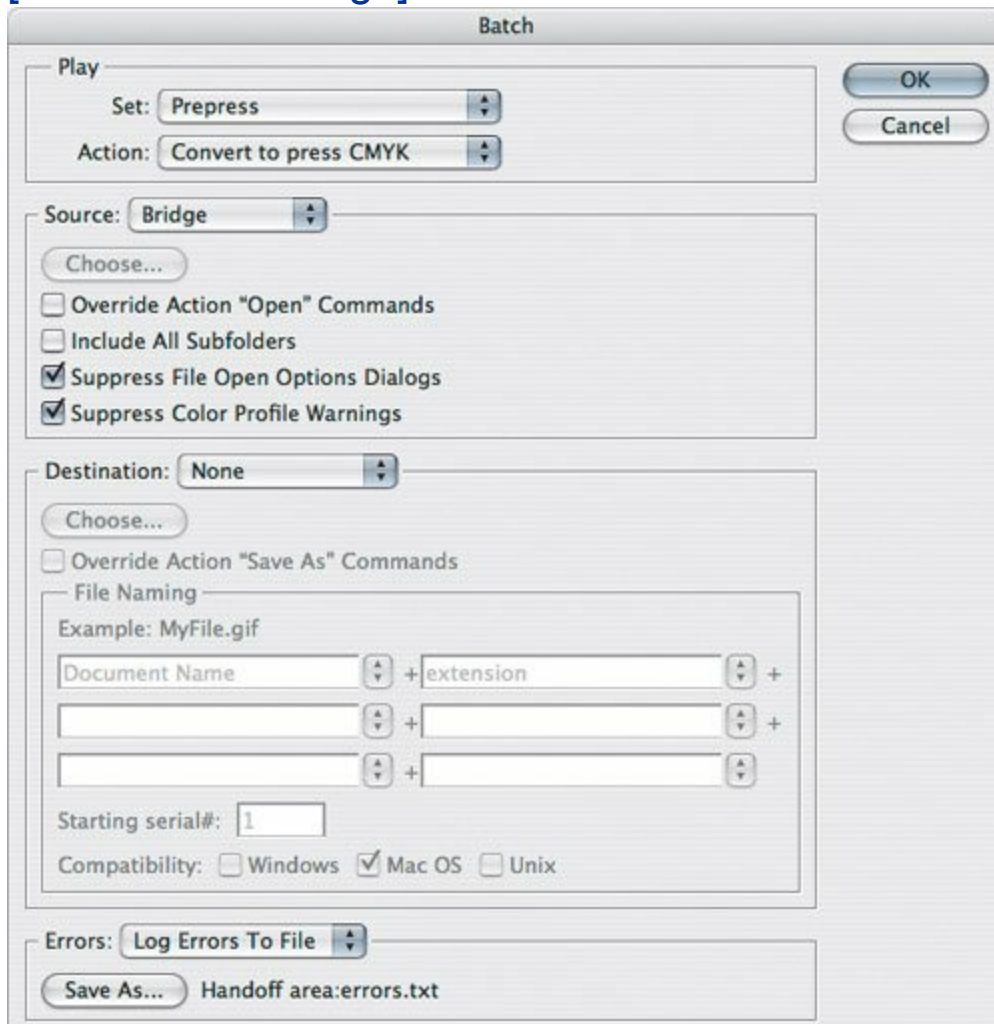 Batch
Play
OK
Set: Prepress
Cancel
Action: Convert to press CMYK
Source: Bridge
Choose...
Override Action "Open" Commands
Include All Subfolders
Suppress File Open Options Dialogs
Suppress Color Profile Warnings
Destination: None
Choose...
Override Action "Save As" Commands
File Naming
Example: MyFile.gif
Document Name + extension +
+ +
+
Starting serial#: 1
Compatibility: Windows Mac OS Unix
Errors: Log Errors To File
Save As... Handoff area:errors.txt